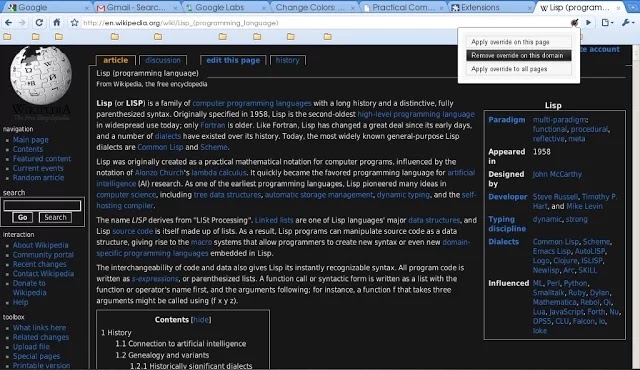 Google
Gmail - Search...
Google Labs
Change Colors:
Practical Com...
Extensions
Lisp (program...
http://en.wikipedia.org/wiki/Lisp_(programming_language)
Apply override on this page
Remove override on this domain
Apply override to all pages
article
discussion
edit this page
history
account
Lisp (programming language)
From Wikipedia, the free encyclopedia
WIKIPEDIA
The Free Encyclopedia
navigation
Main page
Contents
Featured content
Current events
Random article
search
Go
Search
interaction
About Wikipedia
Community portal
Recent changes
Contact Wikipedia
Donate to
Wikipedia
Help
toolbox
What links here
Related changes
Upload file
Special pages
Printable version
Lisp (or LISP) is a family of computer programming languages with a long history and a distinctive, fully
parenthesized syntax. Originally specified in 1958, Lisp is the second-oldest high-level programming language
in widespread use today; only Fortran is older. Like Fortran, Lisp has changed a great deal since its early days,
and a number of dialects have existed over its history. Today, the most widely known general-purpose Lisp
dialects are Common Lisp and Scheme.
Lisp was originally created as a practical mathematical notation for computer programs, influenced by the
notation of Alonzo Church's lambda calculus. It quickly became the favored programming language for artificial
intelligence (AI) research. As one of the earliest programming languages, Lisp pioneered many ideas in
computer science, including tree data structures, automatic storage management, dynamic typing, and the self-
hosting compiler.
The name LISP derives from "LISt Processing". Linked lists are one of Lisp languages' major data structures, and
Lisp source code is itself made up of lists. As a result, Lisp programs can manipulate source code as a data
structure, giving rise to the macro systems that allow programmers to create new syntax or even new domain-
specific programming languages embedded in Lisp.
The interchangeability of code and data also gives Lisp its instantly recognizable syntax. All program code is
written as s-expressions, or parenthesized lists. A function call or syntactic form is written as a list with the
function or operator's name first, and the arguments following: for instance, a function f that takes three
arguments might be called using (f x y z).
Contents [hide]
1 History
1.1 Connection to artificial intelligence
1.2 Genealogy and variants
1.2.1 Historically significant dialects
Lisp
Paradigm
multi-paradigm:
functional, procedural,
reflective, meta
Appeared in
1958
Designed by
John McCarthy
Developer
Steve Russell, Timothy P.
Hart, and Mike Levin
Typing discipline
dynamic, strong
Dialects
Common Lisp, Scheme,
Emacs Lisp, AutoLISP,
Logo, Clojure, ISLISP,
Newlisp, Arc, SKILL
Influenced
ML, Perl, Python,
Smalltalk, Ruby, Dylan,
Mathematica, Rebol, Qi,
Lua, JavaScript, Forth, Nu,
OPS5, CLU, Falcon, io,
Ioke